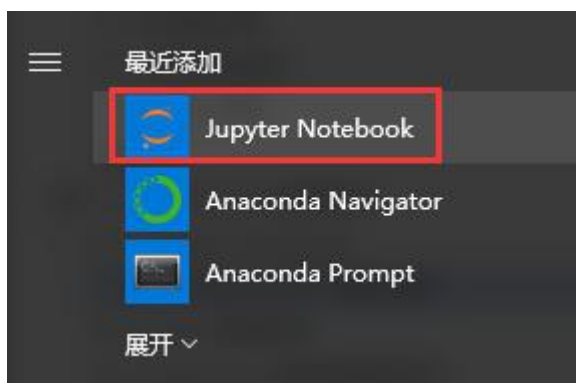 最近添加
Jupyter Notebook
Anaconda Navigator
Anaconda Prompt
展开